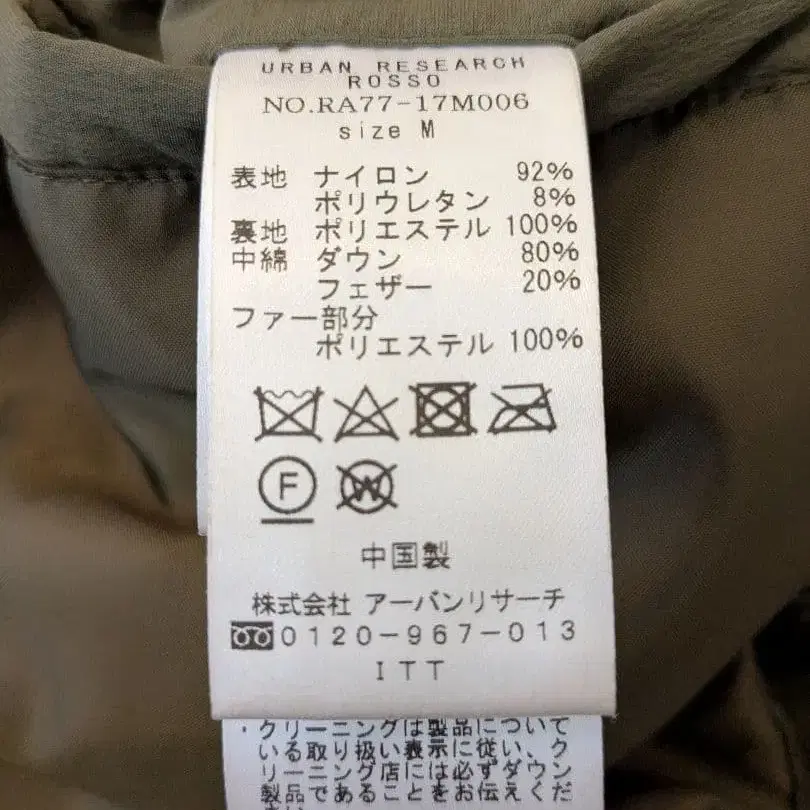 URBAN RESEARCH
ROSSO
NO.RA77-17M006
size M
表地 ナイロン 92%
ポリウレタン 8%
裏地 ポリエステル 100%
中綿 ダウン 80%
フェザー 20%
ファー部分
ポリエステル 100%
F
W
中国製
株式会社 アーバンリサーチ
0120-967-013
ITT
・クリーニングは製品について
いる取り扱い表示に従い、ク
リーニング店には必ずダウン
製品であることをお伝えくだ